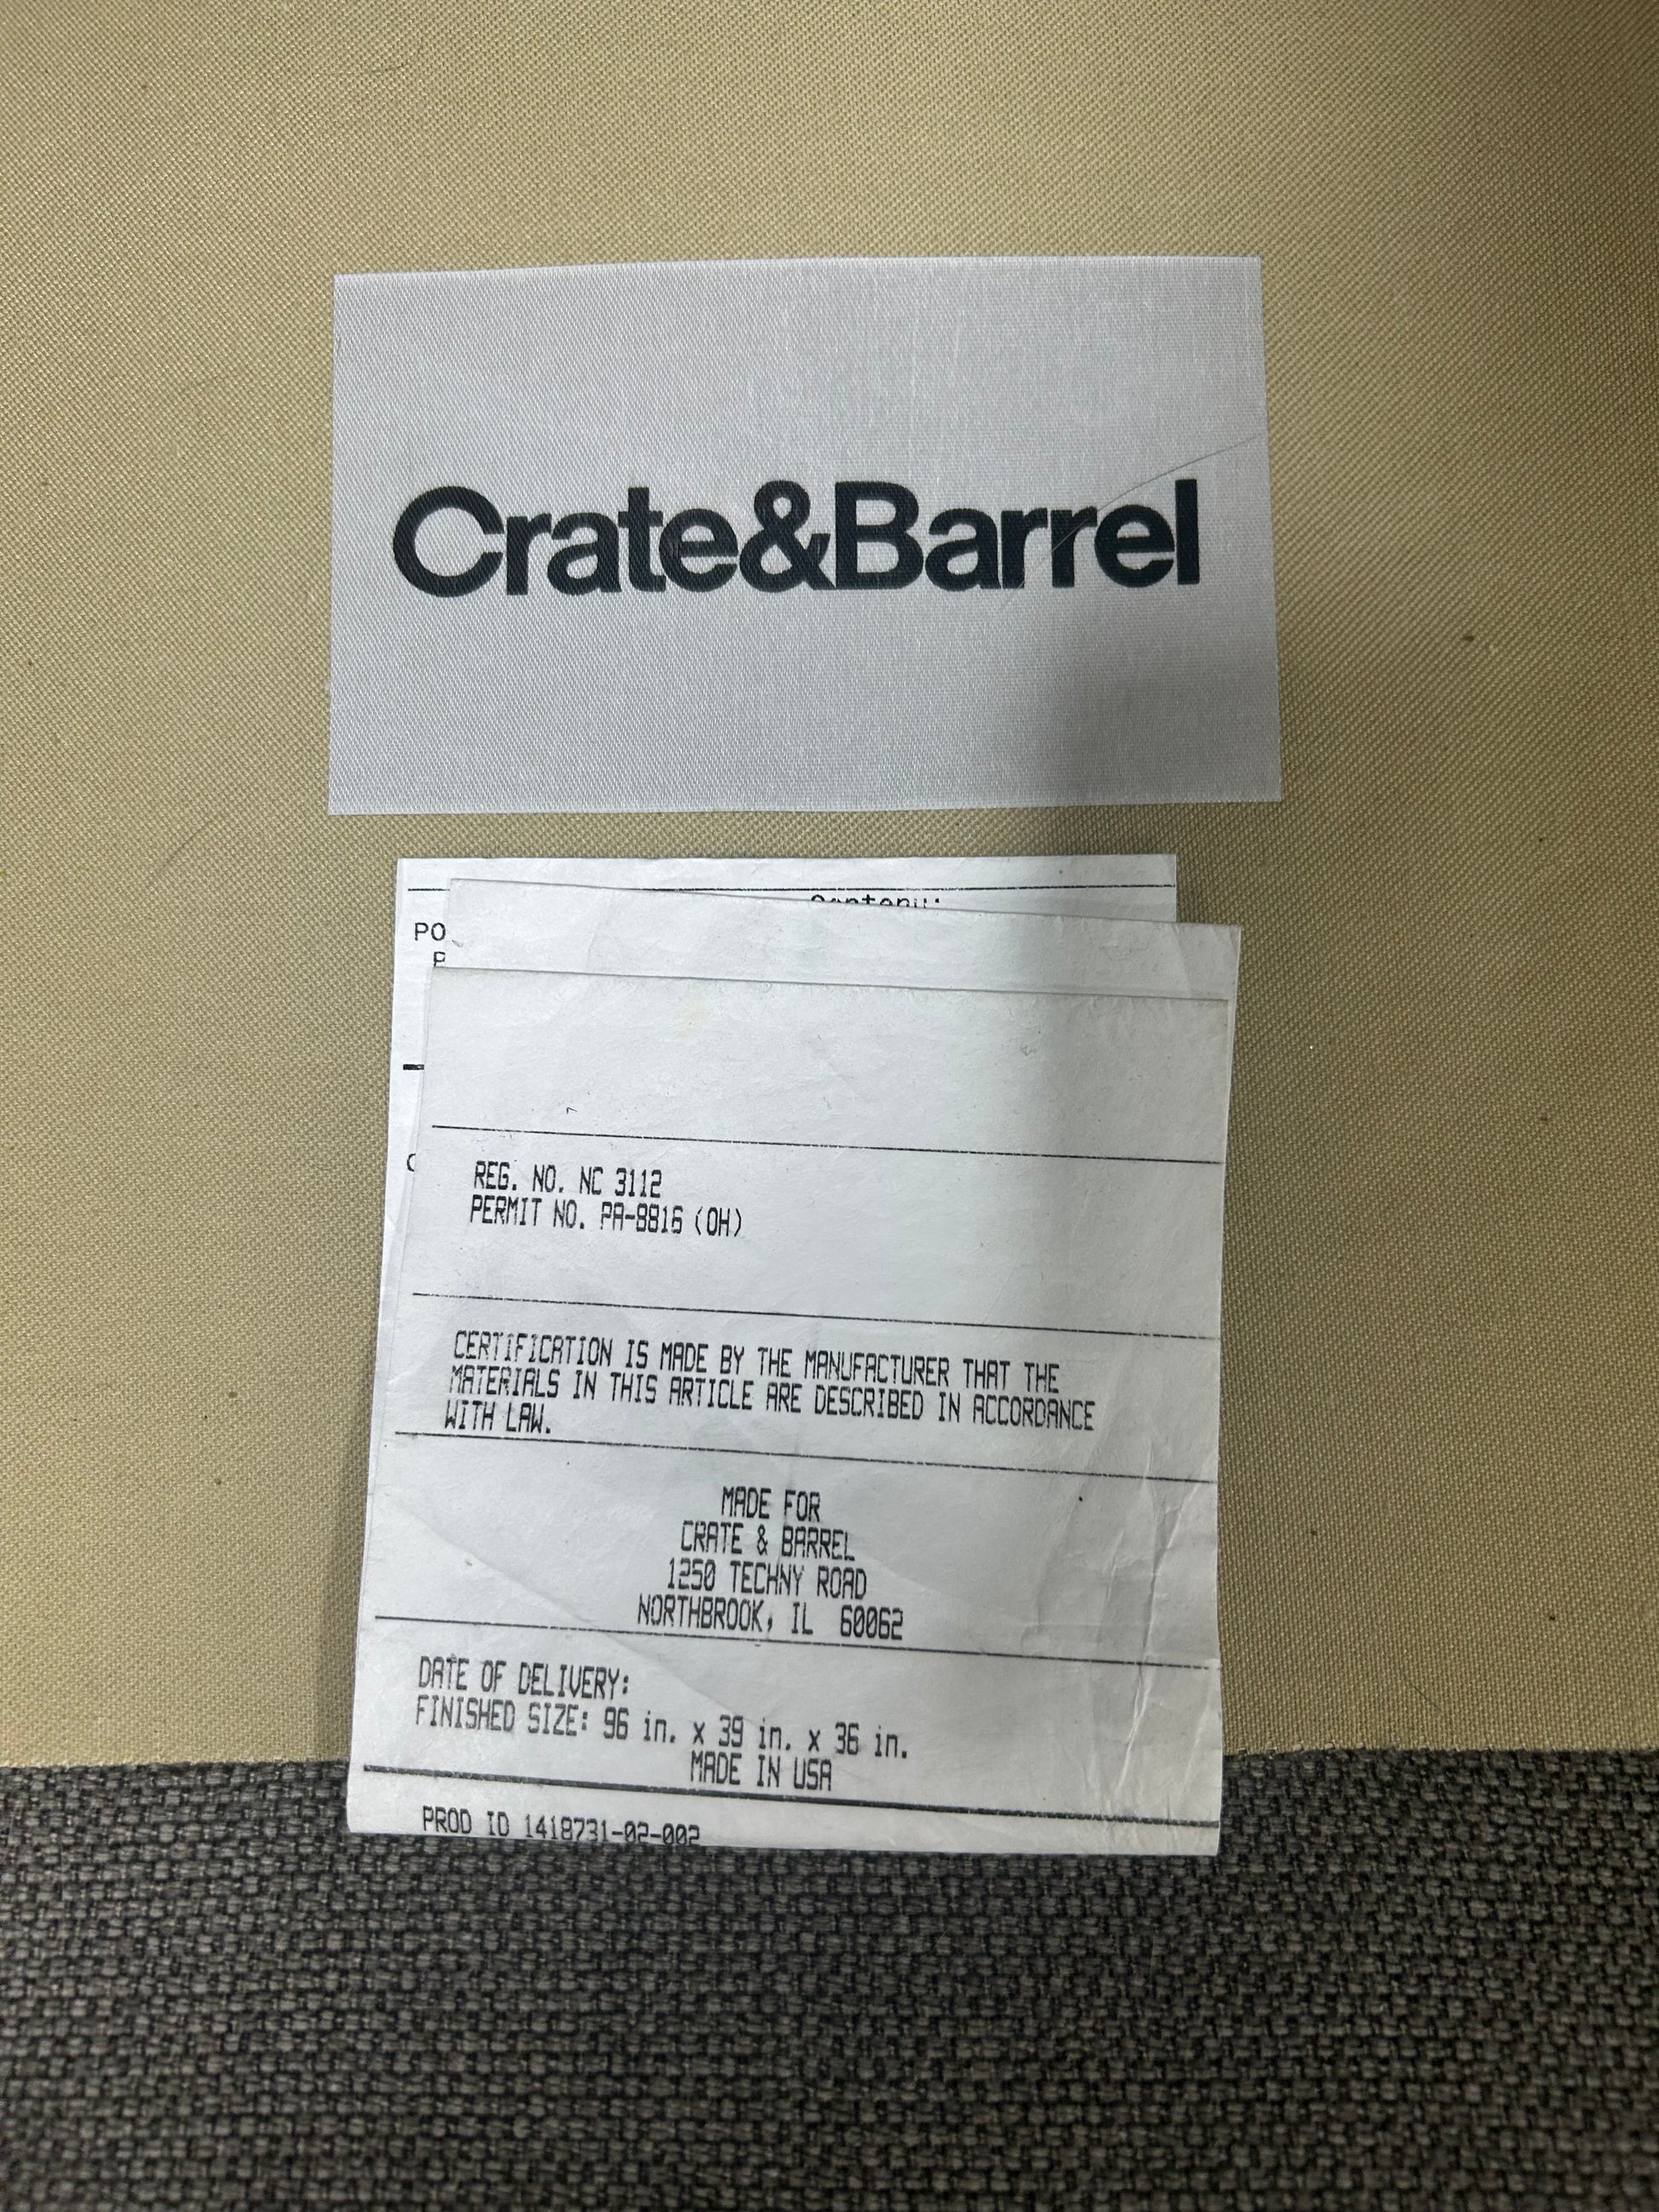 Crate&Barrel
PO
P
REG. NO. NC 3112
PERMIT NO. PA-8816 (OH)
CERTIFICATION IS MADE BY THE MANUFACTURER THAT THE
MATERIALS IN THIS ARTICLE ARE DESCRIBED IN ACCORDANCE
WITH LAW.
MADE FOR
CRATE & BARREL
1250 TECHNY ROAD
NORTHBROOK, IL 60062
DATE OF DELIVERY:
FINISHED SIZE: 96 in. x 39 in. x 36 in.
MADE IN USA
PROD ID 1418731-02-002